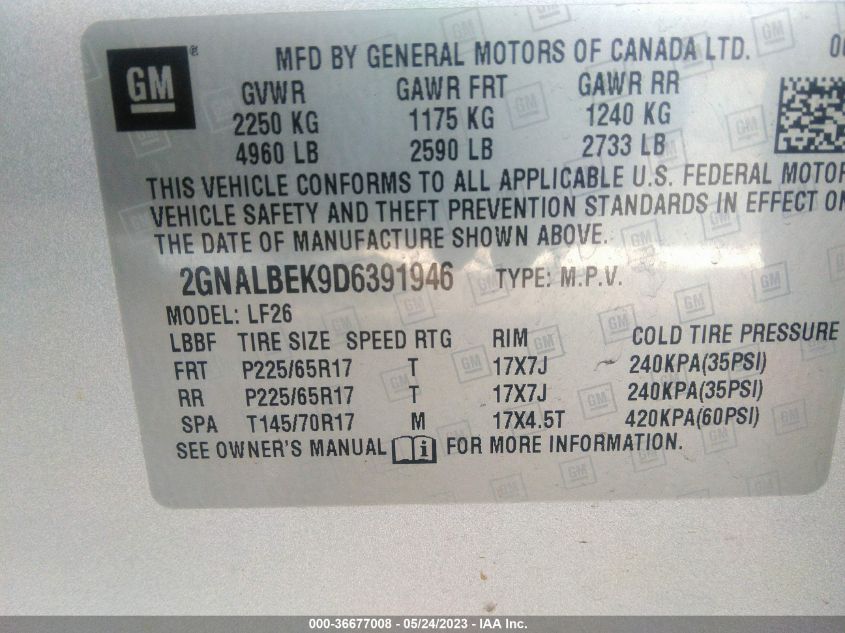 GM ® MFD BY GENERAL MOTORS OF CANADA LTD.
GVWR GAWR FRT GAWR RR
2250 KG 1175 KG 1240 KG
4960 LB 2590 LB 2733 LB
THIS VEHICLE CONFORMS TO ALL APPLICABLE U.S. FEDERAL MOTOR
VEHICLE SAFETY AND THEFT PREVENTION STANDARDS IN EFFECT ON
THE DATE OF MANUFACTURE SHOWN ABOVE.
2GNALBEK9D6391946 TYPE: M.P.V.
MODEL: LF26
LBBF TIRE SIZE SPEED RTG RIM COLD TIRE PRESSURE
FRT P225/65R17 T 17X7J 240KPA(35PSI)
RR P225/65R17 T 17X7J 240KPA(35PSI)
SPA T145/70R17 M 17X4.5T 420KPA(60PSI)
SEE OWNER'S MANUAL i FOR MORE INFORMATION.
000-36677008 - 05/24/2023 - IAA Inc.